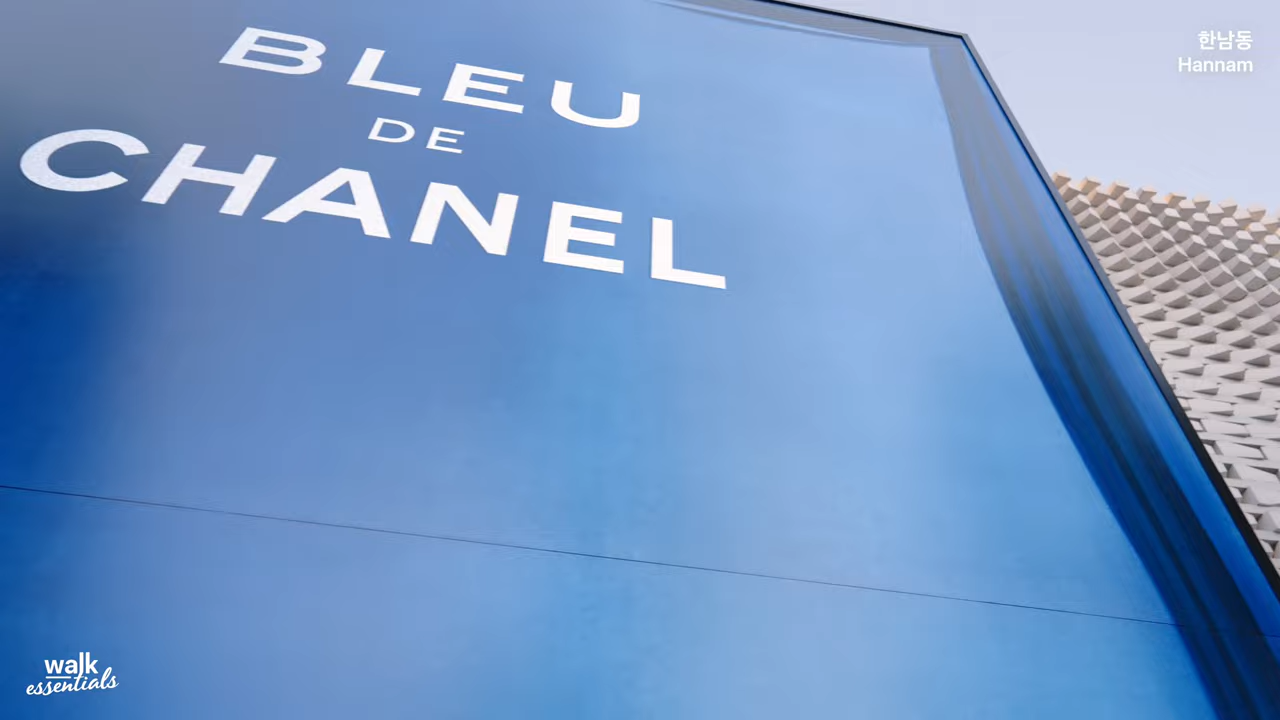 BLEU
DE
CHANEL
한남동
Hannam
walk
essentials